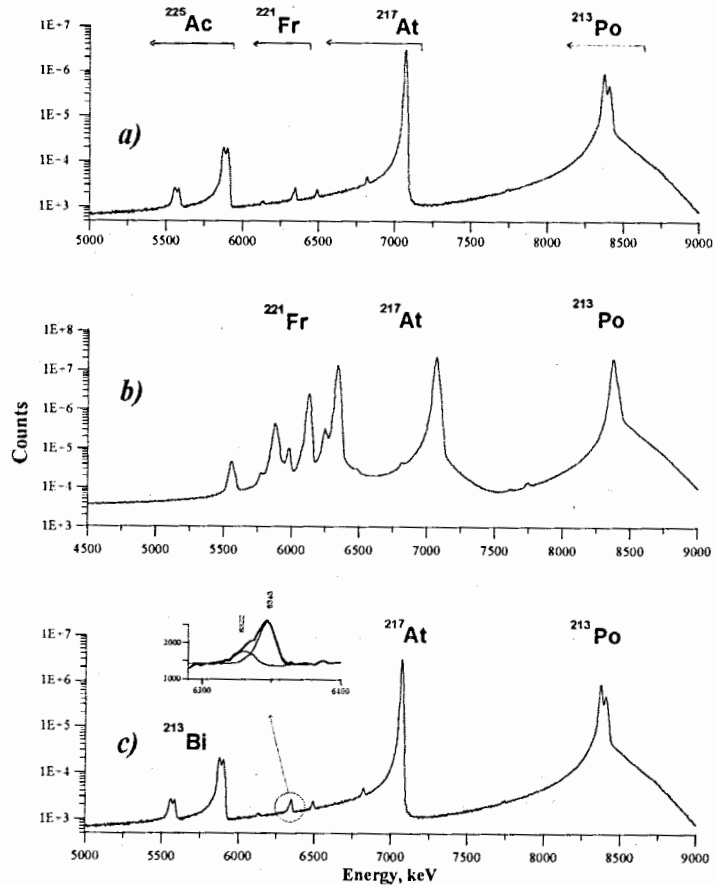 225Ac 221Fr 217At 213Po
1E+7
1E-6
1E-5
1E-4
1E+3
a)
5000 5500 6000 6500 7000 7500 8000 8500 9000
221Fr 217At 213Po
1E+8
1E+7
1E-6
1E+5
1E-4
1E+3
b)
Counts
4500 5000 5500 6000 6500 7000 7500 8000 8500 9000
6322 6343
2000
1000
6300 6400
213Bi 217At 213Po
1E+7
1E+6
1E+5
1E-4
1E+3
c)
5000 5500 6000 6500 7000 7500 8000 8500 9000
Energy, keV